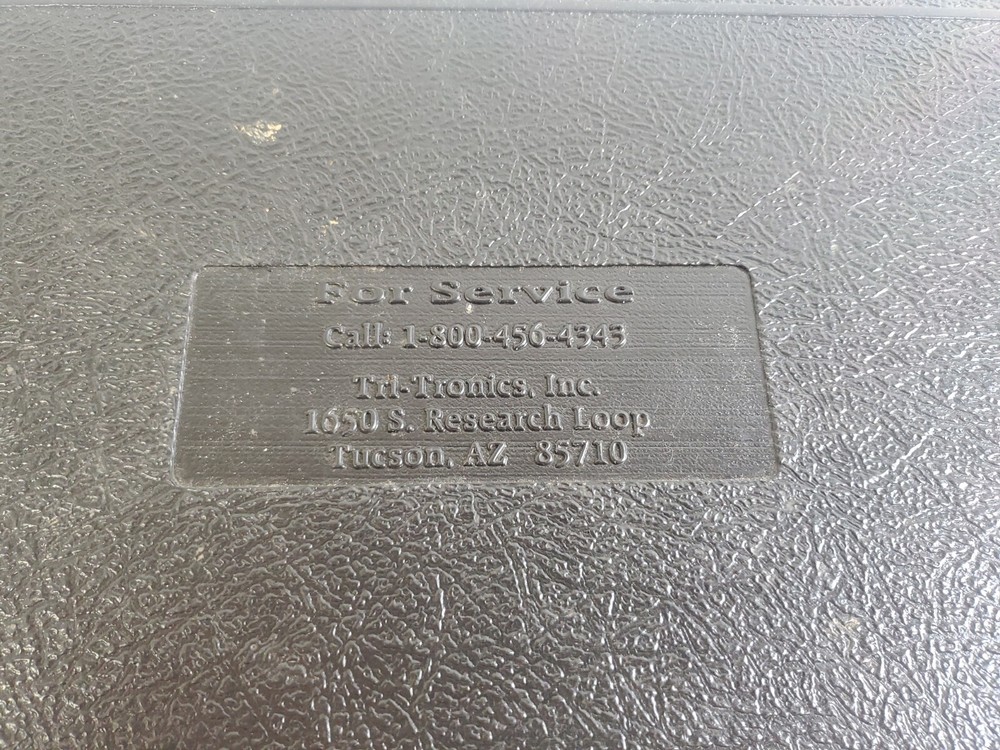 For Service
Call: 1-800-456-4343
Tri-Tronics, Inc.
1650 S. Research Loop
Tucson, AZ 85710